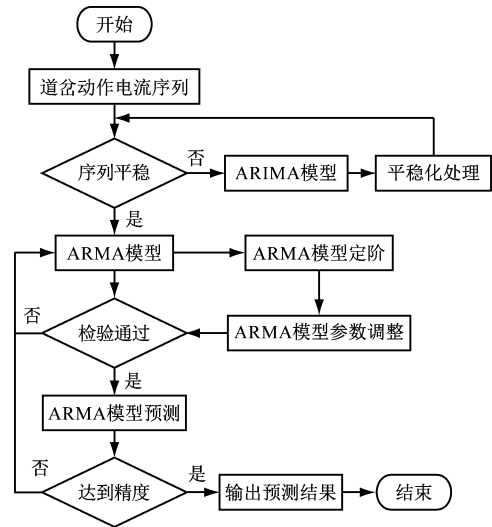 开始
道岔动作电流序列
序列平稳
否
ARIMA模型
平稳化处理
是
ARMA模型
ARMA模型定阶
否
检验通过
ARMA模型参数调整
是
ARMA模型预测
否
达到精度
是
输出预测结果
结束